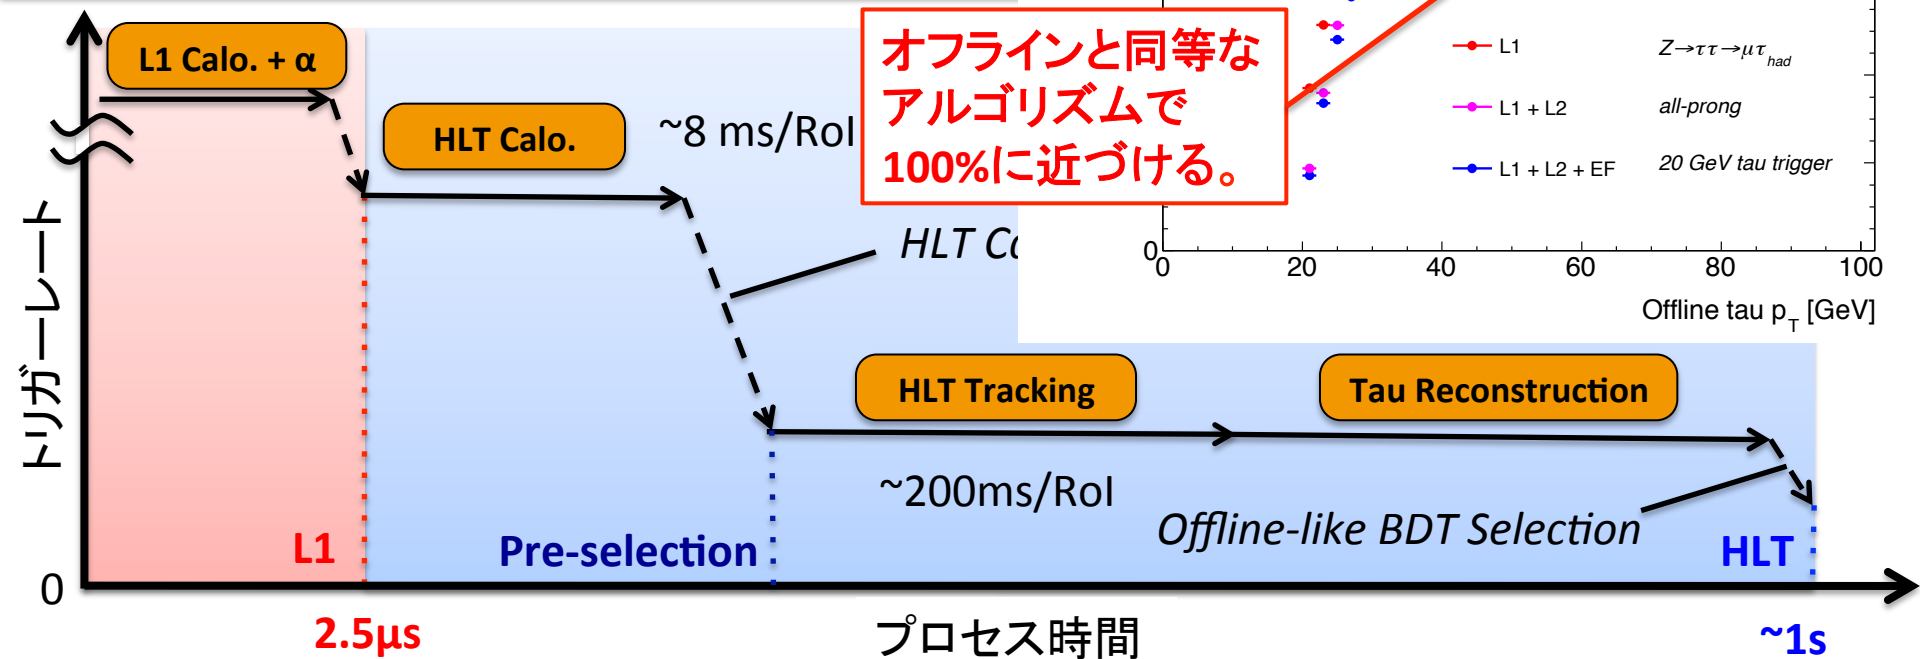 L1 Calo. + α
HLT Calo.
~8 ms/RoI
オフラインと同等な
アルゴリズムで
100%に近づける。
L1
Z→ττ→μτhad
L1 + L2
all-prong
L1 + L2 + EF
20 GeV tau trigger
0
0
20
40
60
80
100
Offline tau pT [GeV]
HLT
トリガーレート
HLT Tracking
Tau Reconstruction
~200ms/RoI
Offline-like BDT Selection
L1
Pre-selection
HLT
0
2.5μs
プロセス時間
~1s